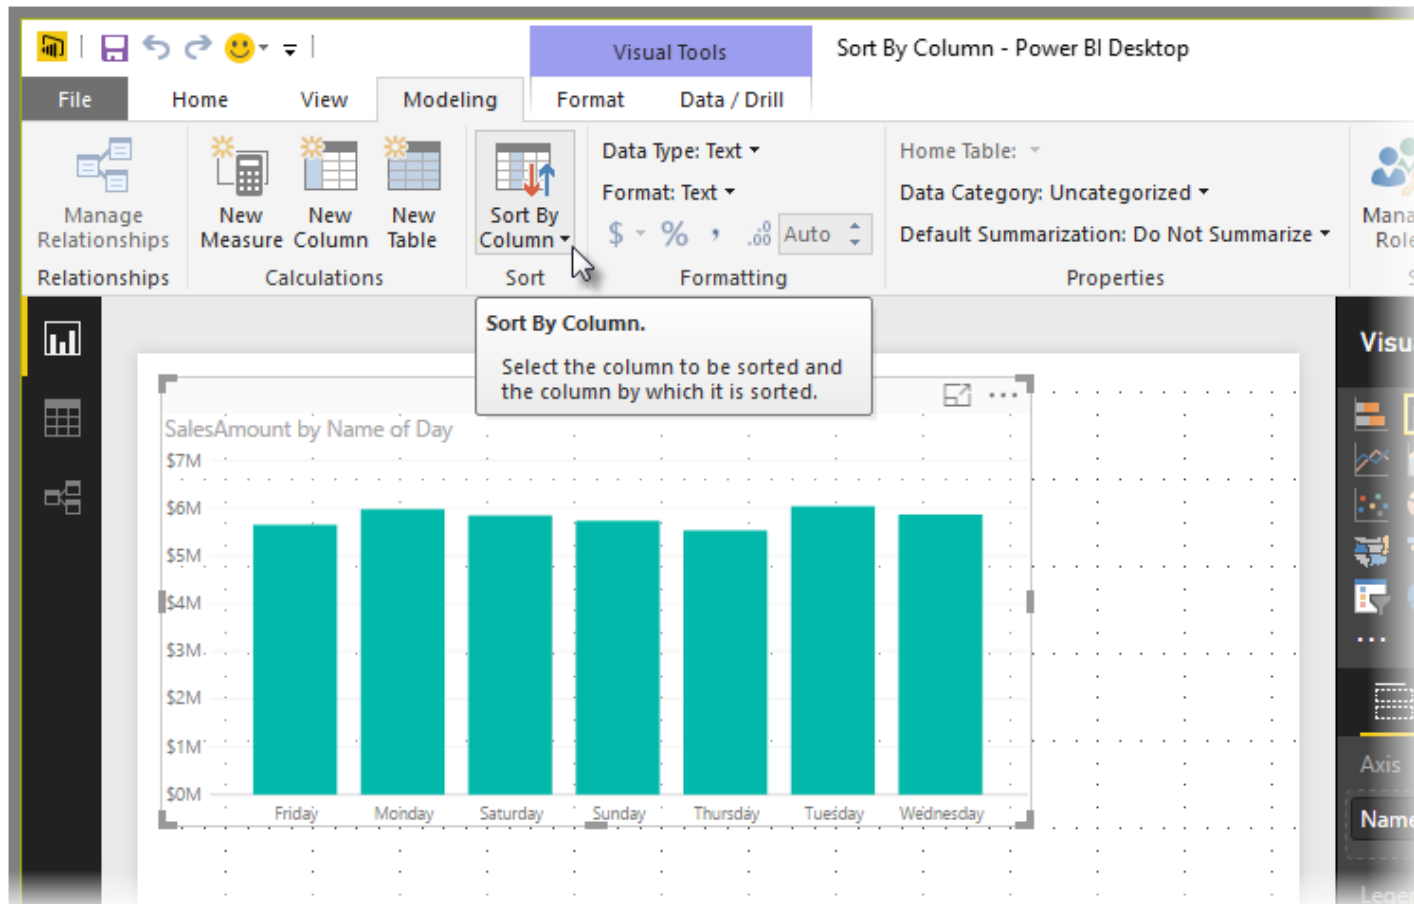 Visual Tools
Sort By Column - Power BI Desktop
File
Home
View
Modeling
Format
Data / Drill
Manage
Relationships
Relationships
New
Measure
New
Column
New
Table
Calculations
Sort By
Column
Sort
Data Type: Text
Format: Text
$ % , .00 Auto
Formatting
Home Table:
Data Category: Uncategorized
Default Summarization: Do Not Summarize
Properties
Sort By Column.
Select the column to be sorted and
the column by which it is sorted.
SalesAmount by Name of Day
$7M
$6M
$5M
$4M
$3M
$2M
$1M
$0M
Friday
Monday
Saturday
Sunday
Thursday
Tuesday
Wednesday
Axis
Name